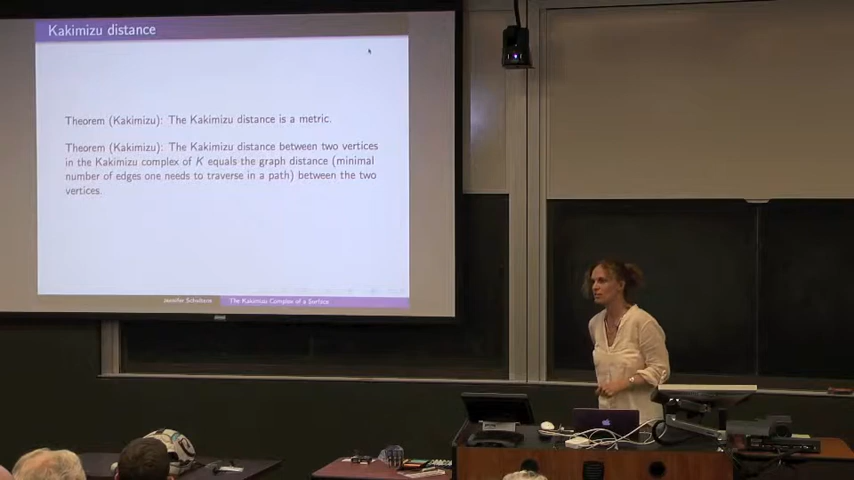 Kakimizu distance
Theorem (Kakimizu): The Kakimizu distance is a metric.
Theorem (Kakimizu): The Kakimizu distance between two vertices
in the Kakimizu complex of K equals the graph distance (minimal
number of edges one needs to traverse in a path) between the two
vertices.
Jennifer Schultens The Kakimizu Complex of a Surface